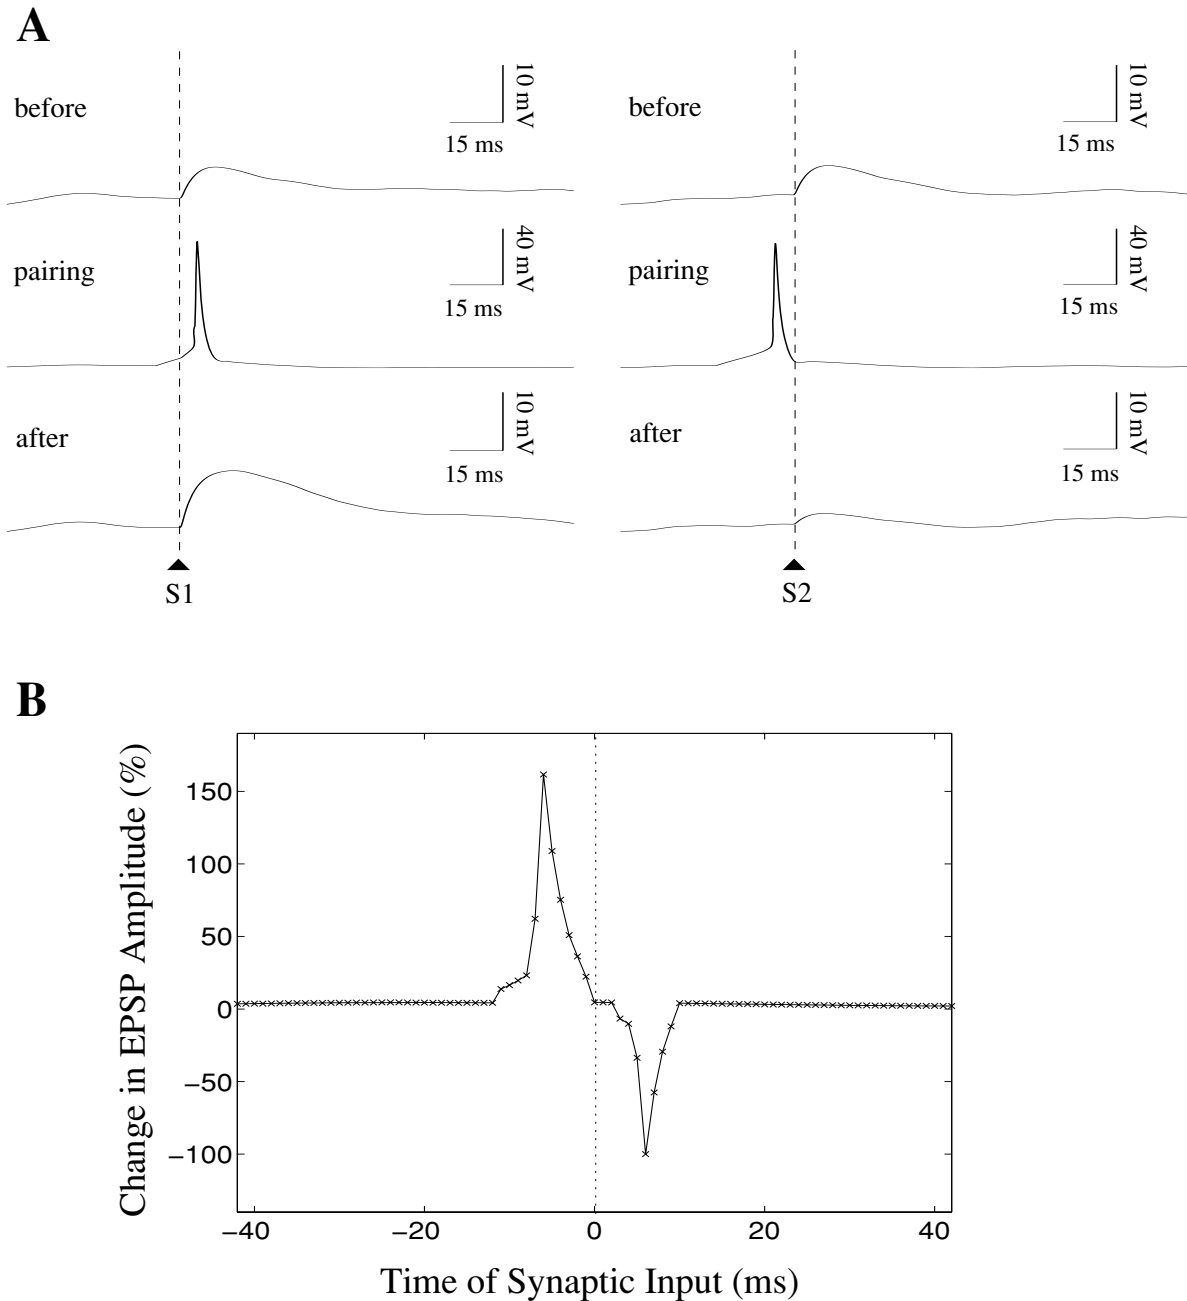 A
before
10 mV
15 ms
before
10 mV
15 ms
pairing
40 mV
15 ms
pairing
40 mV
15 ms
after
10 mV
15 ms
after
10 mV
15 ms
S1
S2
B
Change in EPSP Amplitude (%)
150
100
50
0
−50
−100
−40
−20
0
20
40
Time of Synaptic Input (ms)